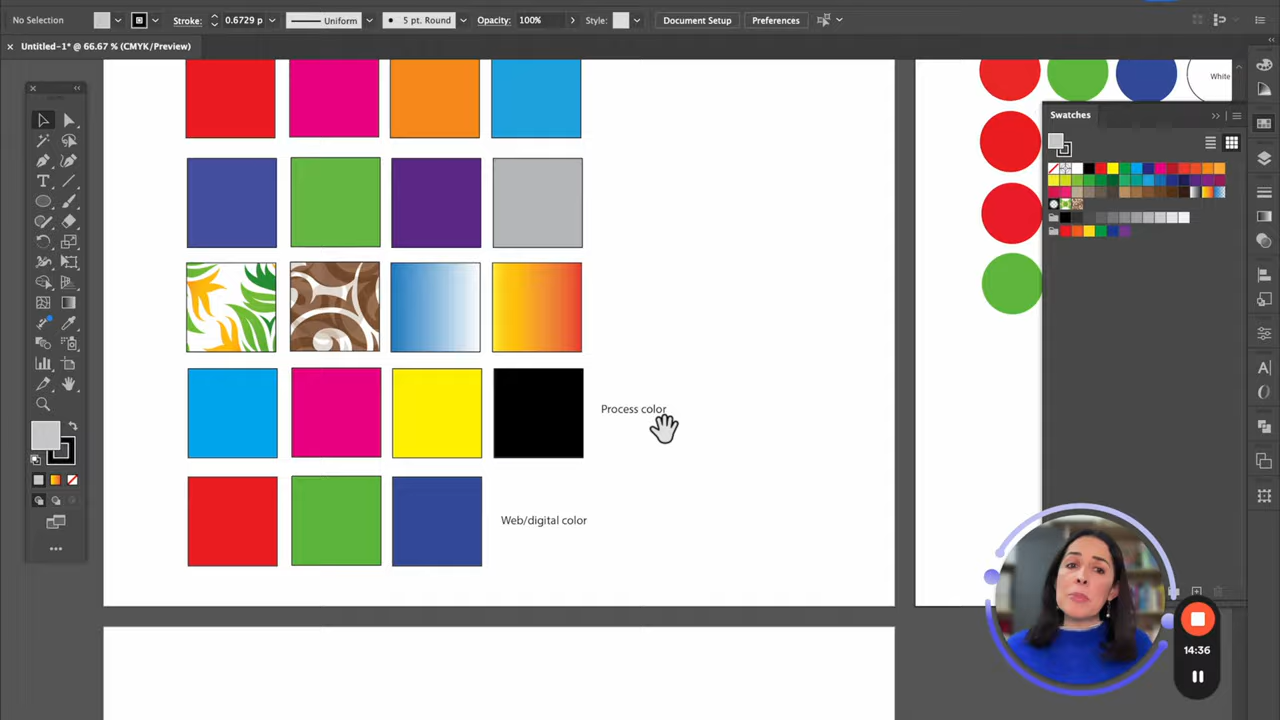 No Selection
Stroke:
0.6729 p
Uniform
5 pt. Round
Opacity:
100%
Style:
Document Setup
Preferences
Untitled-1* @ 66.67 % (CMYK/Preview)
White
Swatches
Process color
Web/digital color
14:36